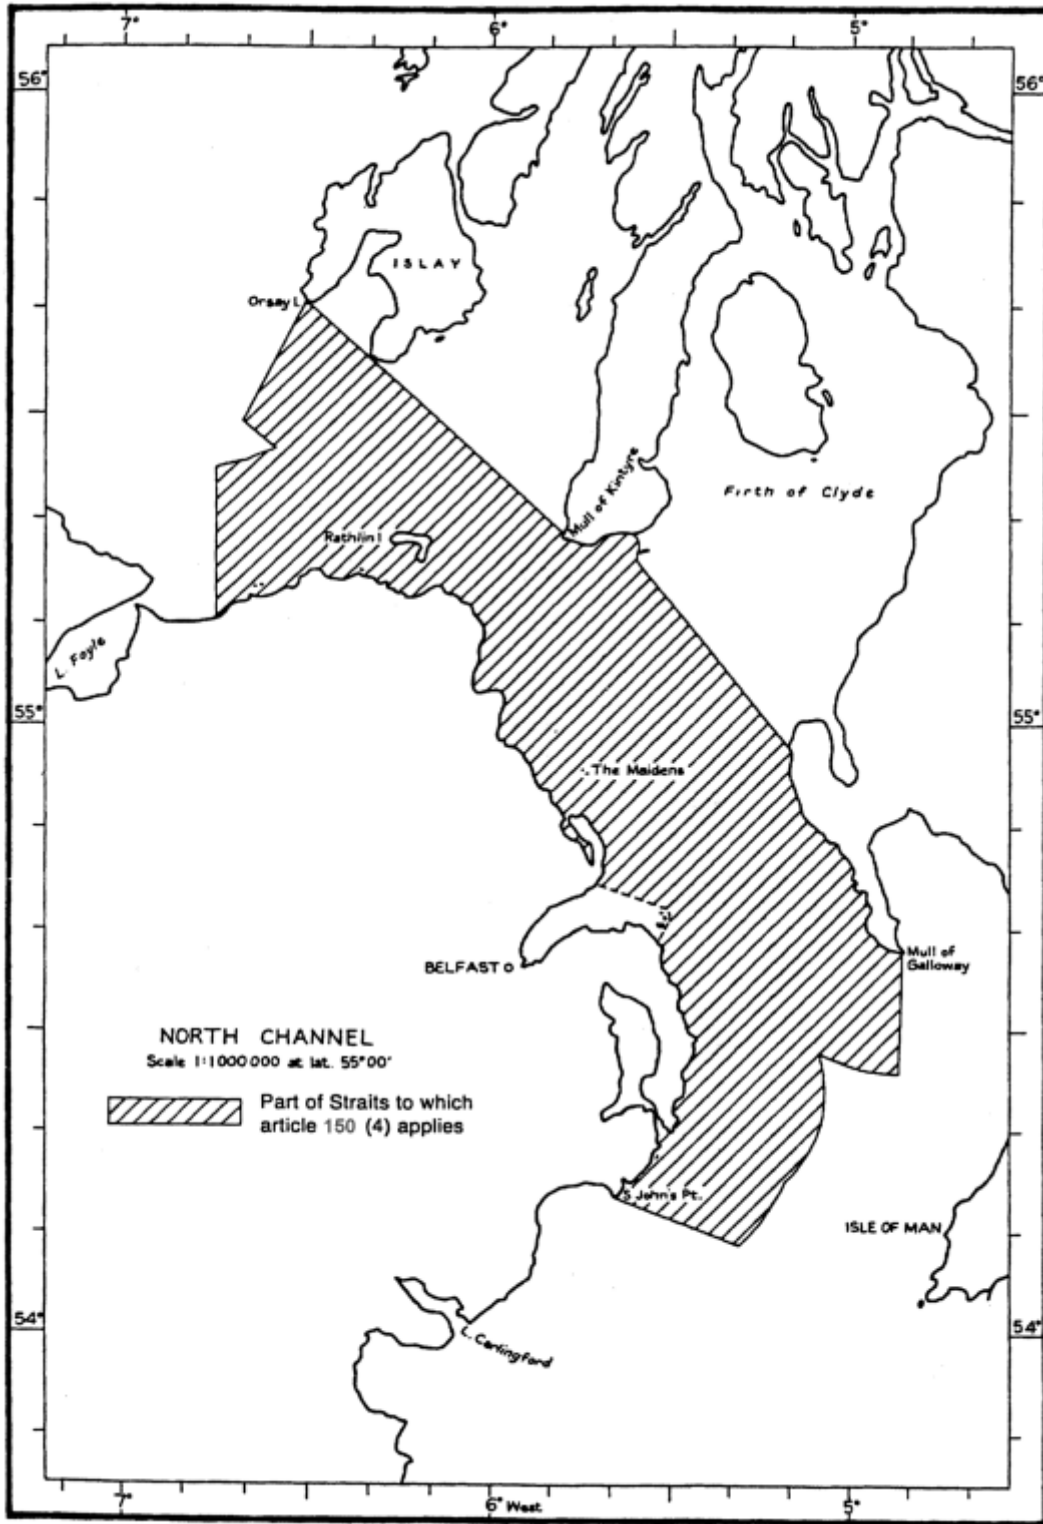 7°
6°
5°
56°
56°
ISLAY
Orsay I.
Mull of Kintyre
Firth of Clyde
Rathlin I
L. Foyle
55°
55°
The Maidens
BELFAST
Mull of
Galloway
NORTH CHANNEL
Scale 1:1000000 at lat. 55°00'
Part of Straits to which
article 150 (4) applies
S John's Pt.
ISLE OF MAN
54°
54°
L. Carlingford
7°
6° West
5°